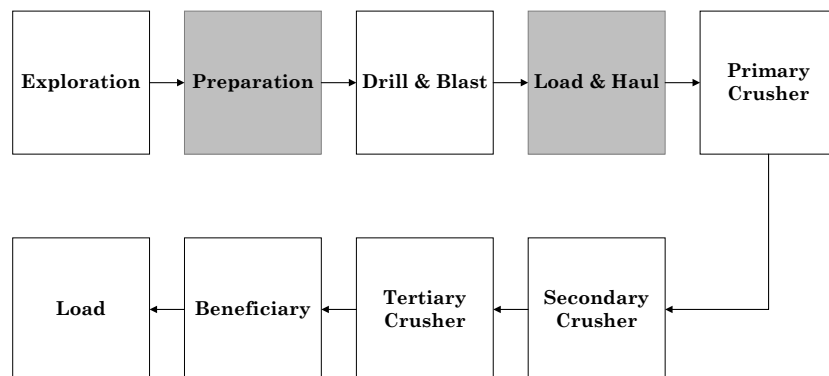 Exploration
Preparation
Drill & Blast
Load & Haul
Primary
Crusher
Load
Beneficiary
Tertiary
Crusher
Secondary
Crusher